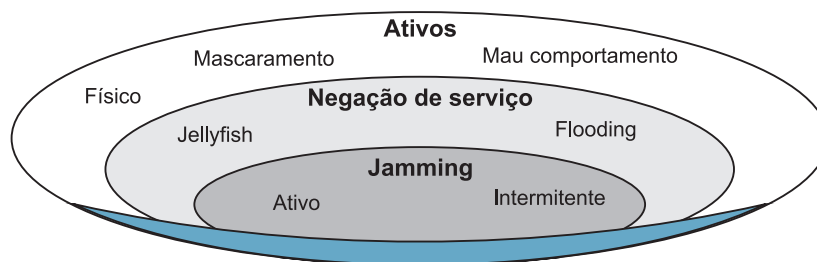 Ativos
Mascaramento
Mau comportamento
Físico
Negação de serviço
Jellyfish
Flooding
Jamming
Ativo
Intermitente